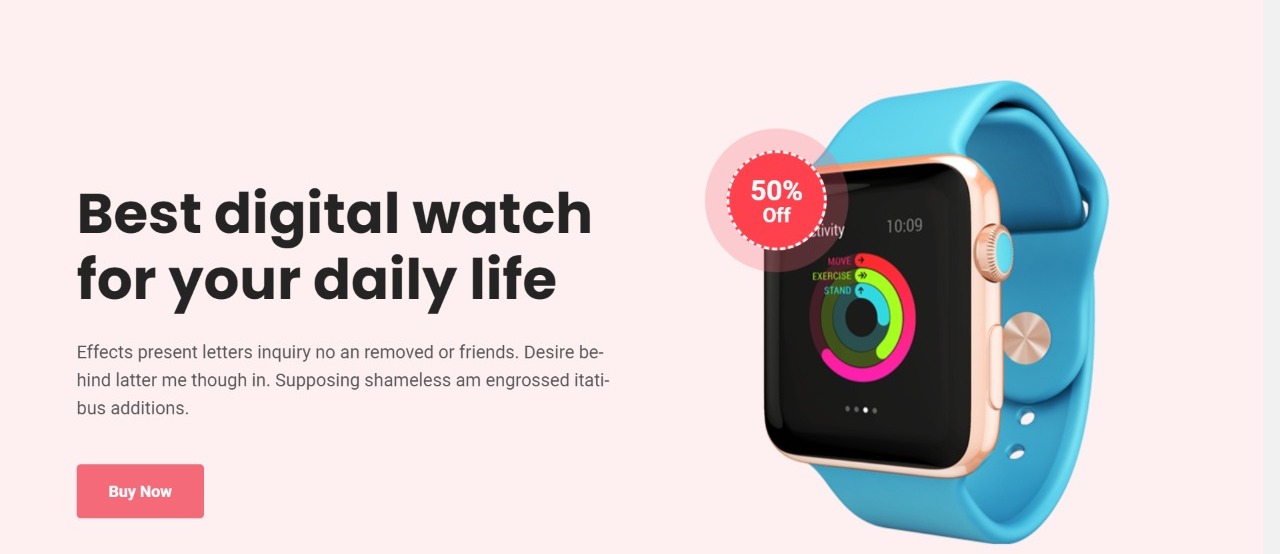 Best digital watch
for your daily life
Effects present letters inquiry no an removed or friends. Desire be-
hind latter me though in. Supposing shameless am engrossed itati-
bus additions.
Buy Now
50%
Off
ctivity
10:09
MOVE
EXERCISE
STAND